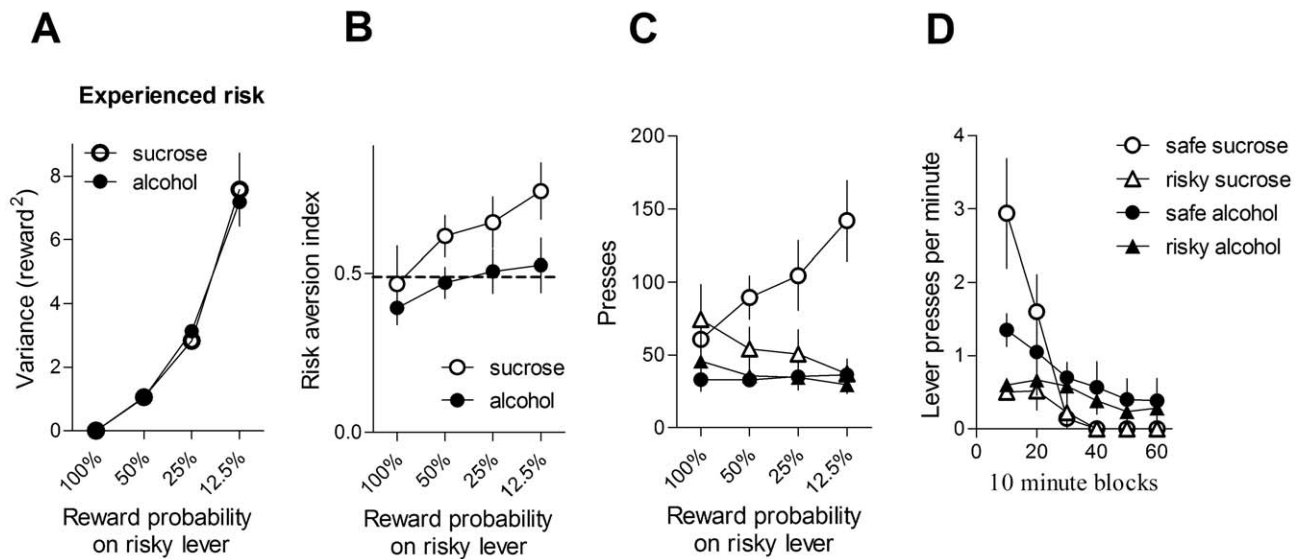 A
Experienced risk
sucrose
alcohol
Variance (reward²)
8
6
4
2
0
100%
50%
25%
12.5%
Reward probability
on risky lever
B
Risk aversion index
0.5
0.0
sucrose
alcohol
100%
50%
25%
12.5%
Reward probability
on risky lever
C
Presses
200
150
100
50
0
100%
50%
25%
12.5%
Reward probability
on risky lever
D
Lever presses per minute
4
3
2
1
0
0
20
40
60
10 minute blocks
safe sucrose
risky sucrose
safe alcohol
risky alcohol